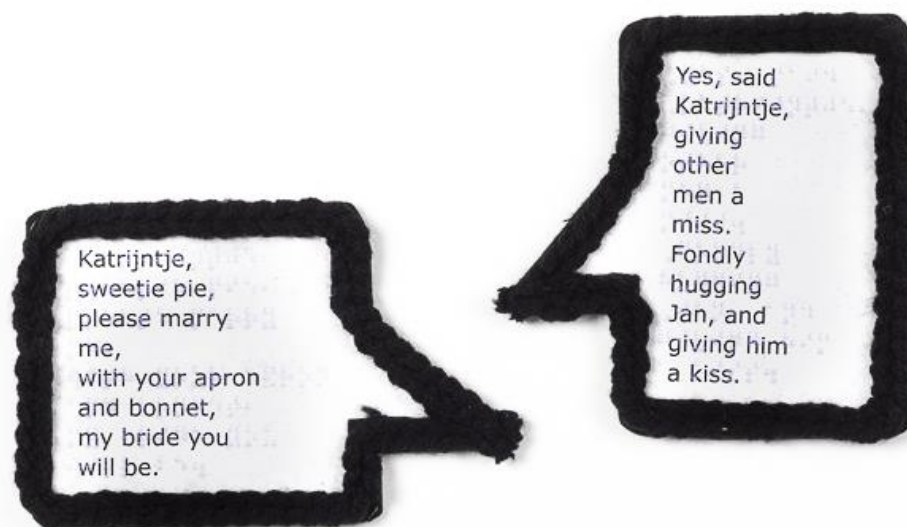 Katrijntje,
sweetie pie,
please marry
me,
with your apron
and bonnet,
my bride you
will be.
Yes, said
Katrijntje,
giving
other
men a
miss.
Fondly
hugging
Jan, and
giving him
a kiss.